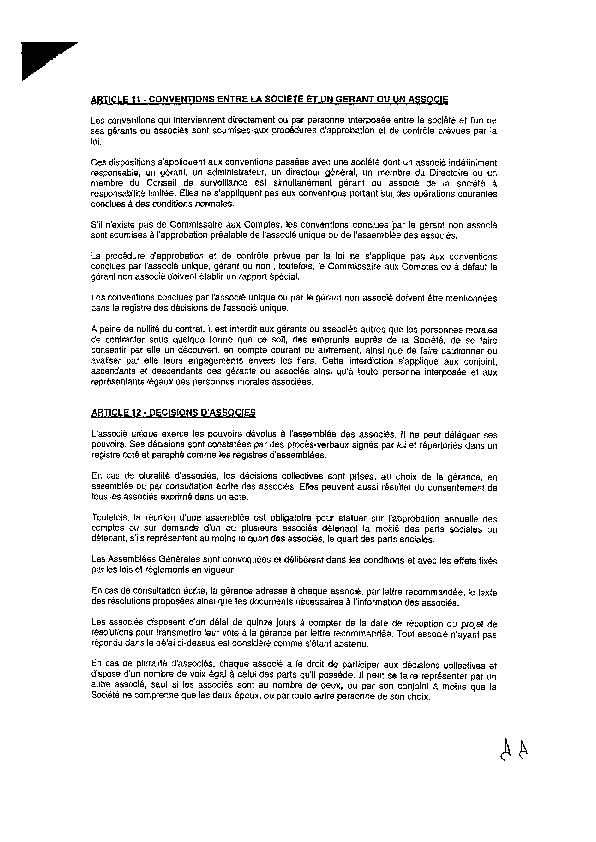 ARTICLE 11 - CONVENTIONS ENTRE LA SOCIÉTÉ ET UN GERANT OU UN ASSOCIE
Les conventions qui interviennent directement ou par personne interposée entre la société et l'un de
ses gérants ou associés sont soumises aux procédures d'approbation et de contrôle prévues par la
loi.
Ces dispositions s'appliquent aux conventions passées avec une société dont un associé indéfiniment
responsable, un gérant, un administrateur, un directeur général, un membre du Directoire ou un
membre du Conseil de surveillance est simultanément gérant ou associé de la société à
responsabilité limitée. Elles ne s'appliquent pas aux conventions portant sur des opérations courantes
conclues à des conditions normales.
S'il n'existe pas de Commissaire aux Comptes, les conventions conclues par le gérant non associé
sont soumises à l'approbation préalable de l'associé unique ou de l'assemblée des associés.
La procédure d'approbation et de contrôle prévue par la loi ne s'applique pas aux conventions
conclues par l'associé unique, gérant ou non ; toutefois, le Commissaire aux Comptes ou à défaut le
gérant non associé doivent établir un rapport spécial.
Les conventions conclues par l'associé unique ou par le gérant non associé doivent être mentionnées
dans le registre des décisions de l'associé unique.
A peine de nullité du contrat, il est interdit aux gérants ou associés autres que les personnes morales
de contracter sous quelque forme que ce soit, des emprunts auprès de la Société, de se faire
consentir par elle un découvert, en compte courant ou autrement, ainsi que de faire cautionner ou
avaliser par elle leurs engagements envers les tiers. Cette interdiction s'applique aux conjoint,
ascendants et descendants des gérants ou associés ainsi qu'à toute personne interposée et aux
représentants légaux des personnes morales associées.
ARTICLE 12 - DECISIONS D'ASSOCIES
L'associé unique exerce les pouvoirs dévolus à l'assemblée des associés. Il ne peut déléguer ses
pouvoirs. Ses décisions sont constatées par des procès-verbaux signés par lui et répertoriés dans un
registre coté et paraphé comme les registres d'assemblées.
En cas de pluralité d'associés, les décisions collectives sont prises, au choix de la gérance, en
assemblée ou par consultation écrite des associés. Elles peuvent aussi résulter du consentement de
tous les associés exprimé dans un acte.
Toutefois, la réunion d'une assemblée est obligatoire pour statuer sur l'approbation annuelle des
comptes ou sur demande d'un ou plusieurs associés détenant la moitié des parts sociales ou
détenant, s'ils représentent au moins le quart des associés, le quart des parts sociales.
Les Assemblées Générales sont convoquées et délibèrent dans les conditions et avec les effets fixés
par les lois et règlements en vigueur.
En cas de consultation écrite, la gérance adresse à chaque associé, par lettre recommandée, le texte
des résolutions proposées ainsi que les documents nécessaires à l'information des associés.
Les associés disposent d'un délai de quinze jours à compter de la date de réception du projet de
résolutions pour transmettre leur vote à la gérance par lettre recommandée. Tout associé n'ayant pas
répondu dans le délai ci-dessus est considéré comme s'étant abstenu.
En cas de pluralité d'associés, chaque associé a le droit de participer aux décisions collectives et
dispose d'un nombre de voix égal à celui des parts qu'il possède. Il peut se faire représenter par un
autre associé, sauf si les associés sont au nombre de deux, ou par son conjoint à moins que la
Société ne comprenne que les deux époux, ou par toute autre personne de son choix.